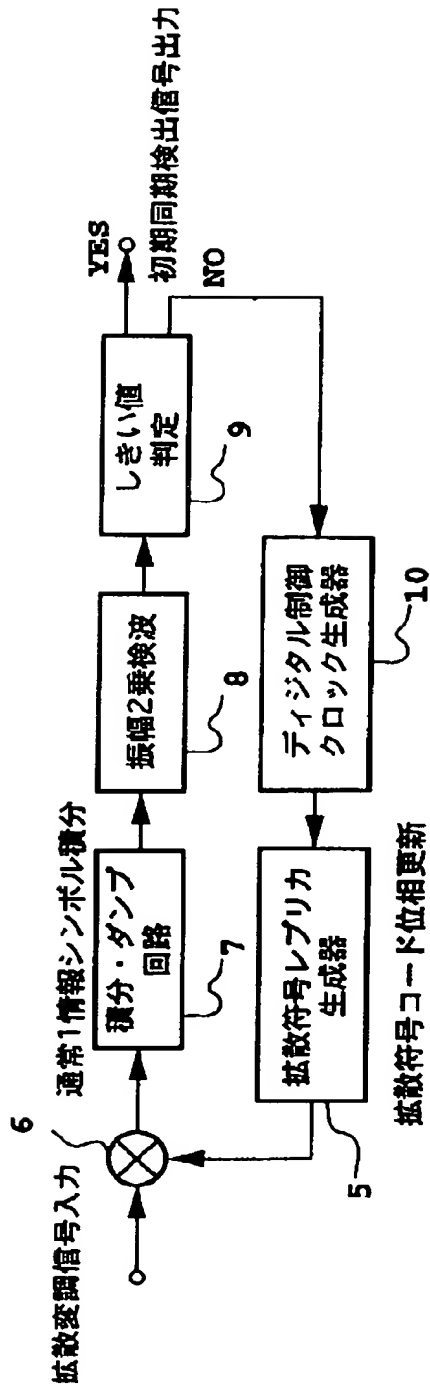 拡散変調信号入力
6
通常1情報シンボル積分
積分・ダンプ
回路
7
振幅2乗検波
8
しきい値
判定
9
YES
初期同期検出信号出力
NO
ディジタル制御
クロック生成器
10
拡散符号レプリカ
生成器
5
拡散符号コード位相更新